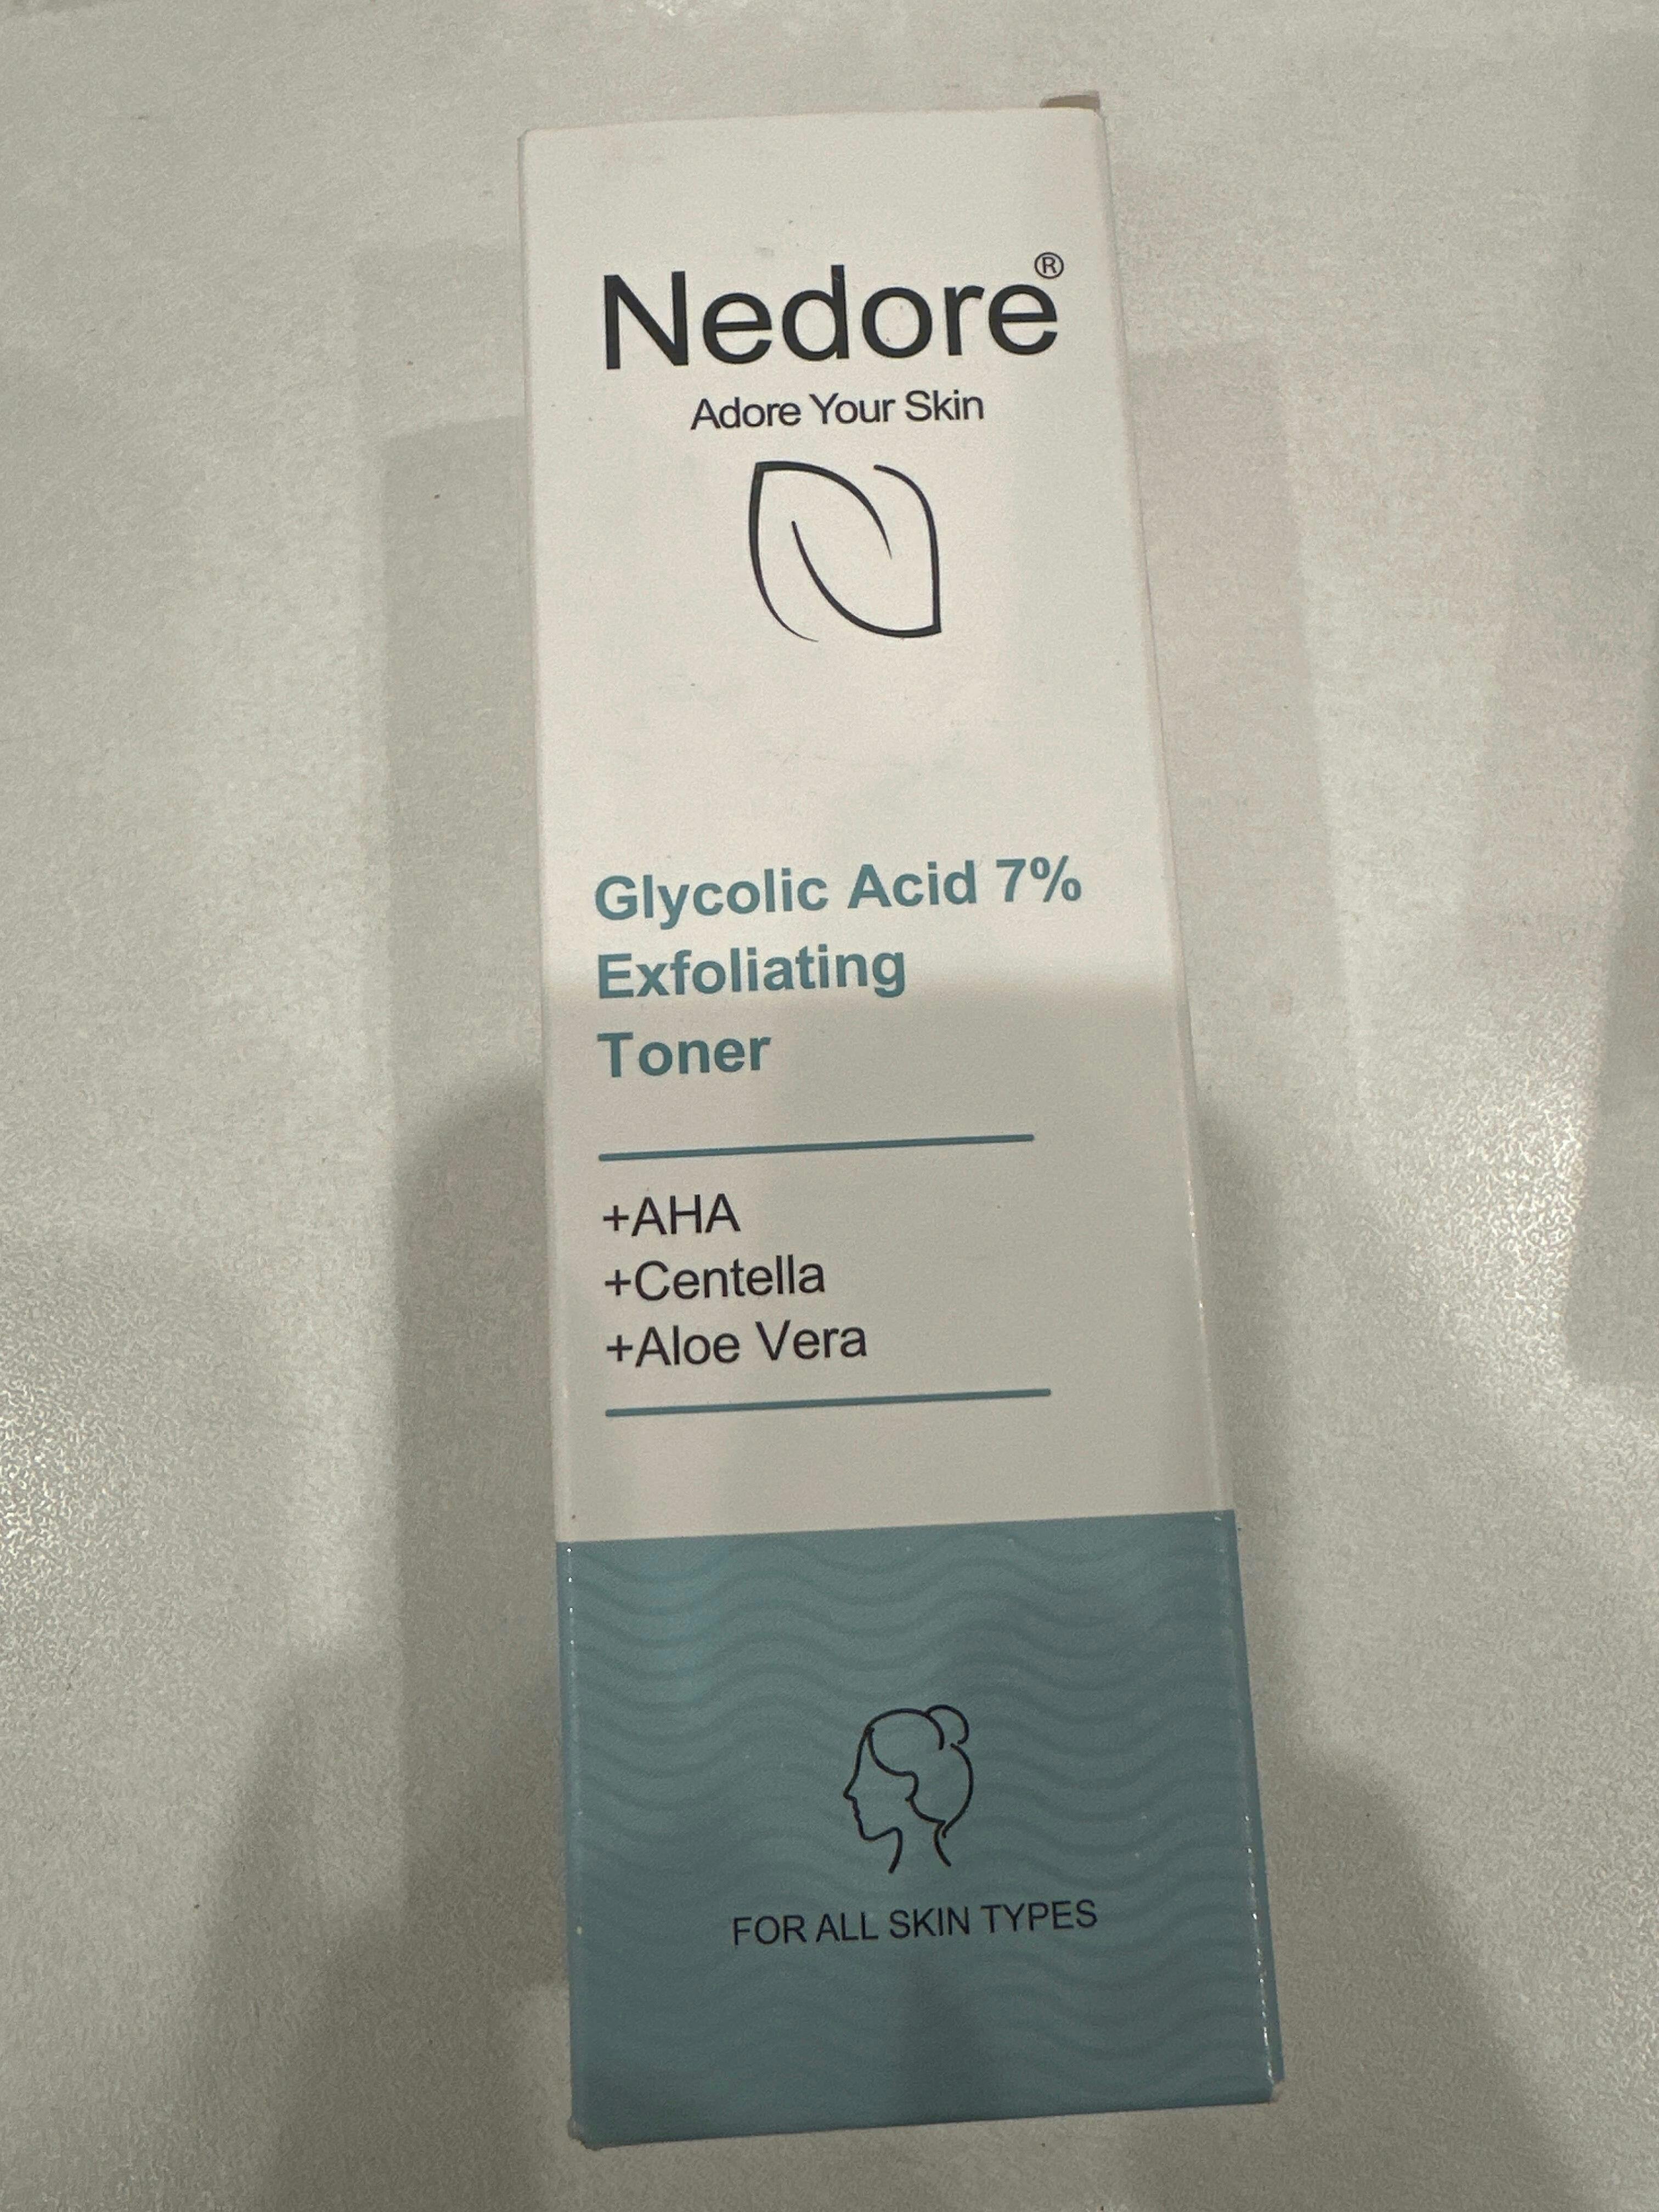 Nedore®
Adore Your Skin
Glycolic Acid 7%
Exfoliating
Toner
+AHA
+Centella
+Aloe Vera
FOR ALL SKIN TYPES